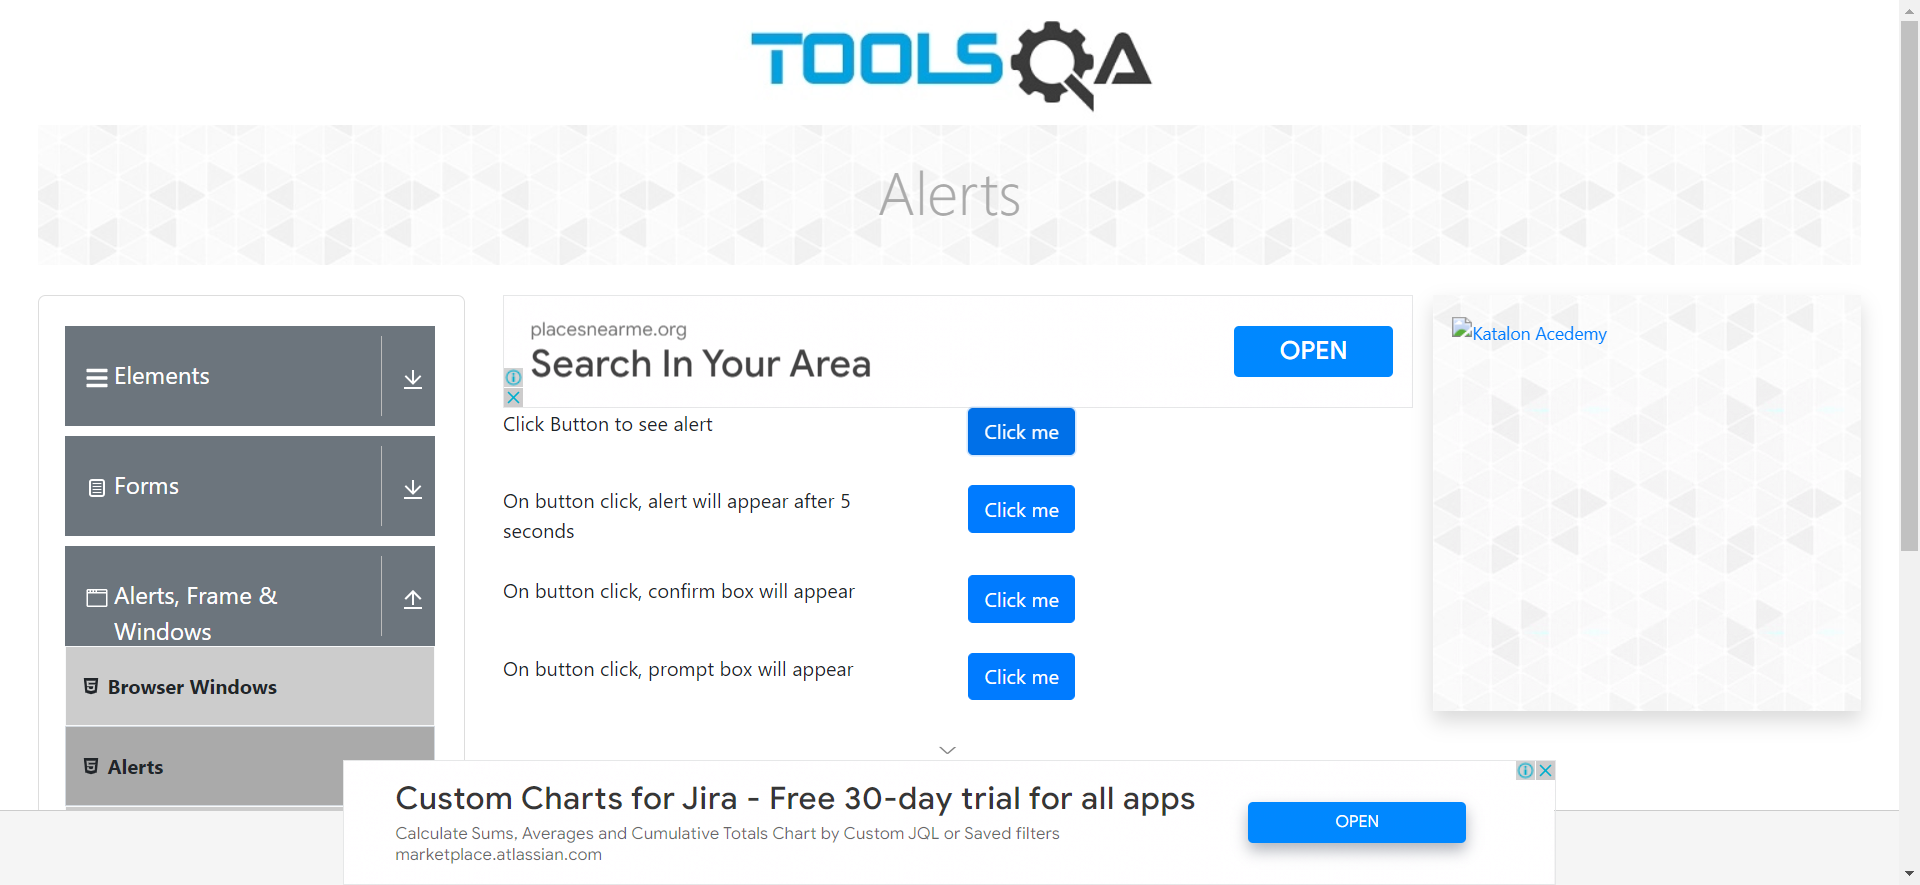 TOOLSQA
Alerts
Elements
Forms
Alerts, Frame &
Windows
Browser Windows
Alerts
placesnearme.org
Search In Your Area
OPEN
Click Button to see alert
Click me
On button click, alert will appear after 5
seconds
Click me
On button click, confirm box will appear
Click me
On button click, prompt box will appear
Click me
Katalon Acedemy
Custom Charts for Jira - Free 30-day trial for all apps
Calculate Sums, Averages and Cumulative Totals Chart by Custom JQL or Saved filters
marketplace.atlassian.com
OPEN